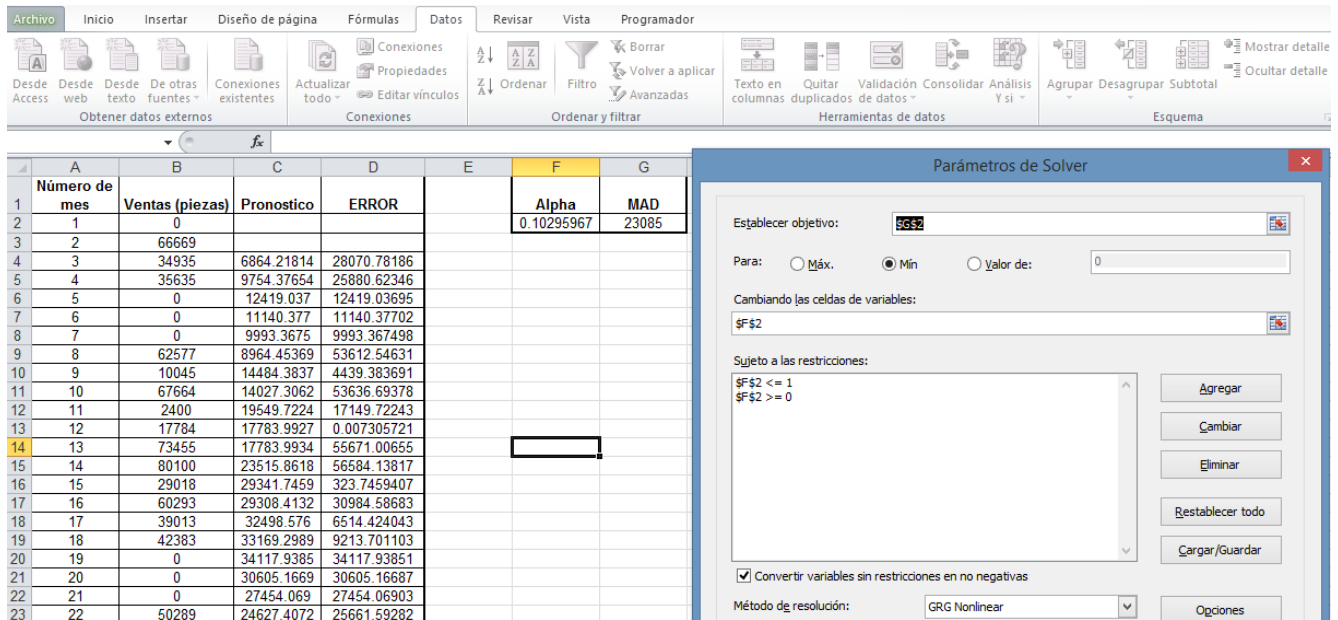 Archivo Inicio Insertar Diseño de página Fórmulas Datos Revisar Vista Programador
Desde Access Desde web Desde texto De otras fuentes Conexiones existentes Actualizar todo Conexiones Propiedades Editar vínculos Ordenar Filtro Borrar Volver a aplicar Avanzadas Texto en columnas Quitar duplicados Validación de datos Consolidar Análisis Y si Agrupar Desagrupar Subtotal Mostrar detalle Ocultar detalle
Obtener datos externos Conexiones Ordenar y filtrar Herramientas de datos Esquema
fx
A B C D E F G
1 Número de mes Ventas (piezas) Pronostico ERROR Alpha MAD
2 1 0 0.10295967 23085
3 2 66669
4 3 34935 6864.21814 28070.78186
5 4 35635 9754.37654 25880.62346
6 5 0 12419.037 12419.03695
7 6 0 11140.377 11140.37702
8 7 0 9993.3675 9993.367498
9 8 62577 8964.45369 53612.54631
10 9 10045 14484.3837 4439.383691
11 10 67664 14027.3062 53636.69378
12 11 2400 19549.7224 17149.72243
13 12 17784 17783.9927 0.007305721
14 13 73455 17783.9934 55671.00655
15 14 80100 23515.8618 56584.13817
16 15 29018 29341.7459 323.7459407
17 16 60293 29308.4132 30984.58683
18 17 39013 32498.576 6514.424043
19 18 42383 33169.2989 9213.701103
20 19 0 34117.9385 34117.93851
21 20 0 30605.1669 30605.16687
22 21 0 27454.069 27454.06903
23 22 50289 24627.4072 25661.59282
Parámetros de Solver
Establecer objetivo: $G$2
Para: Máx. Mín Valor de: 0
Cambiando las celdas de variables:
$F$2
Sujeto a las restricciones:
$F$2 <= 1
$F$2 >= 0
Agregar
Cambiar
Eliminar
Restablecer todo
Cargar/Guardar
Convertir variables sin restricciones en no negativas
Método de resolución: GRG Nonlinear Opciones